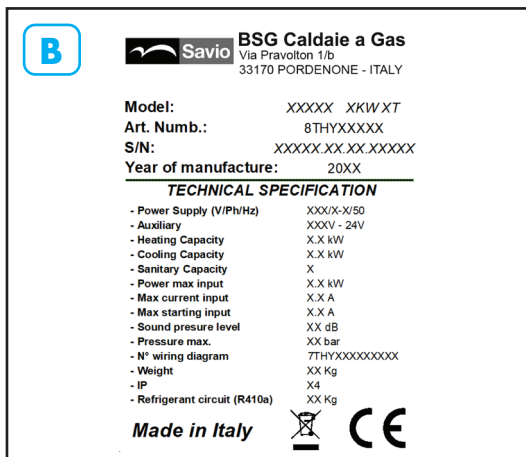 B
Savio
BSG Caldaie a Gas
Via Pravolton 1/b
33170 PORDENONE - ITALY
Model: XXXXX XKW XT
Art. Numb.: 8THYXXXXX
S/N: XXXXX.XX.XX.XXXXX
Year of manufacture: 20XX
TECHNICAL SPECIFICATION
- Power Supply (V/Ph/Hz) XXX/X-X/50
- Auxiliary XXXV - 24V
- Heating Capacity X.X kW
- Cooling Capacity X.X kW
- Sanitary Capacity X
- Power max input X.X kW
- Max current input X.X A
- Max starting input X.X A
- Sound presure level XX dB
- Pressure max. XX bar
- N° wiring diagram 7THYXXXXXXXXX
- Weight XX Kg
- IP X4
- Refrigerant circuit (R410a) XX Kg
Made in Italy CE